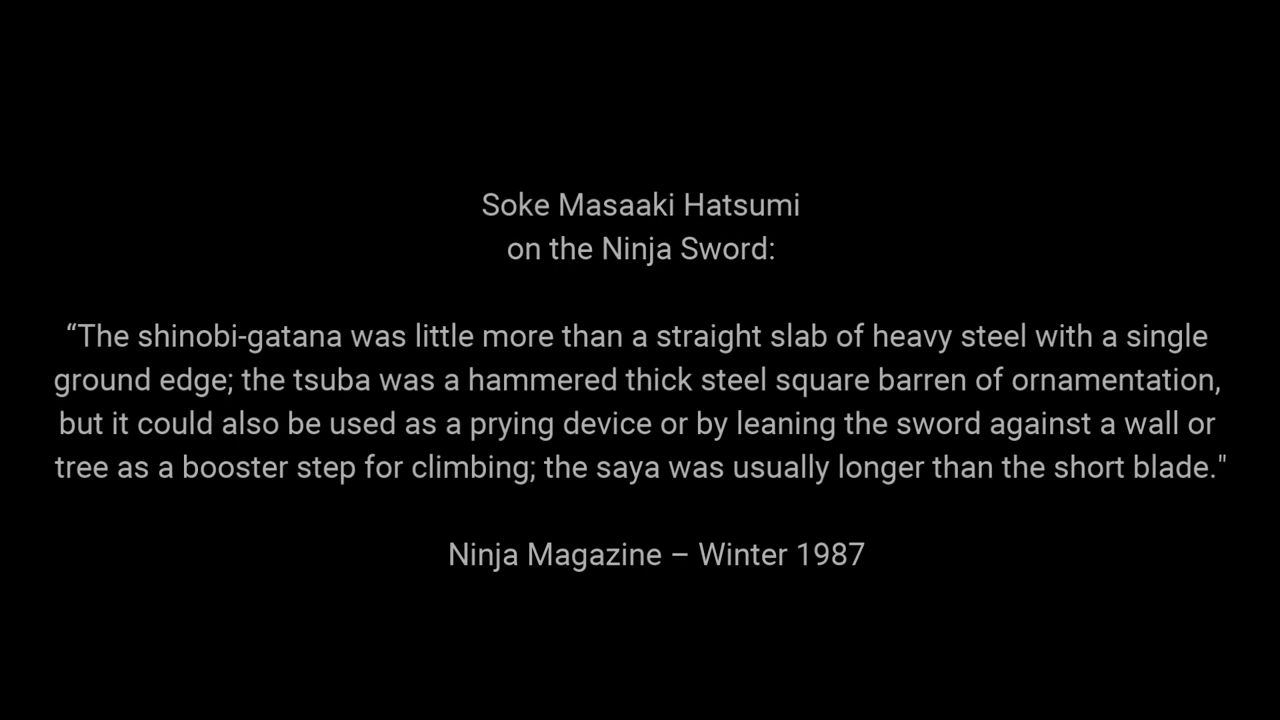 Soke Masaaki Hatsumi
on the Ninja Sword:
“The shinobi-gatana was little more than a straight slab of heavy steel with a single
ground edge; the tsuba was a hammered thick steel square barren of ornamentation,
but it could also be used as a prying device or by leaning the sword against a wall or
tree as a booster step for climbing; the saya was usually longer than the short blade."
Ninja Magazine – Winter 1987